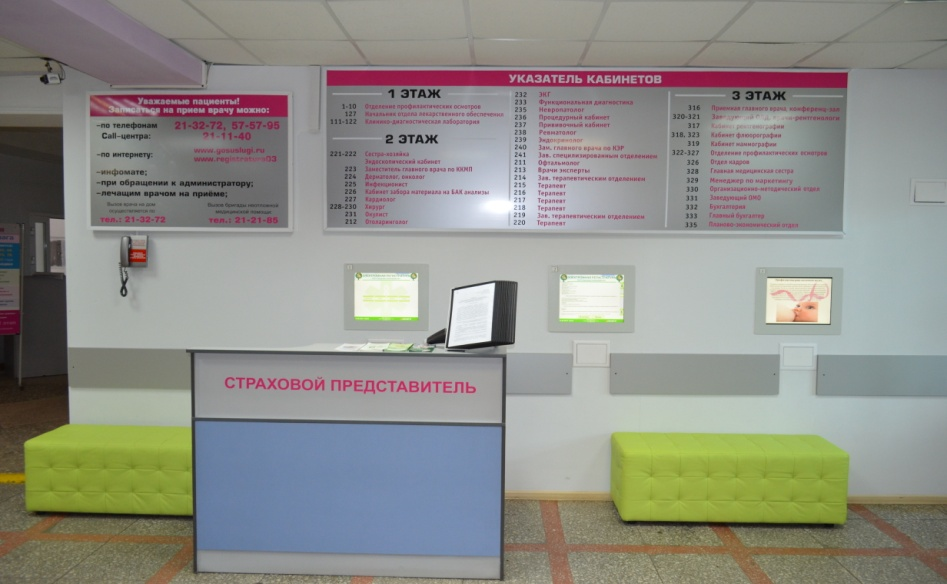 Уважаемые пациенты!
Записаться на прием врачу можно:
–по телефонам 21-32-72, 57-57-95
Call-центра: 21-11-40
–по интернету: www.gosuslugi.ru
www.registratura03
–инфомате;
–при обращении к администратору;
–лечащим врачом на приёме;
Вызов врача на дом
осуществляется по
тел.: 21-32-72
Вызов бригады неотложной
медицинской помощи
тел.: 21-21-85
УКАЗАТЕЛЬ КАБИНЕТОВ
1 ЭТАЖ
1-10 Отделение профилактических осмотров
127 Начальник отдела лекарственного обеспечения
111-122 Клинико-диагностическая лаборатория
2 ЭТАЖ
221-222 Сестра-хозяйка
Эндоскопический кабинет
223 Заместитель главного врача по ККМП
224 Дерматолог, онколог
225 Инфекционист
226 Кабинет забора материала на БАК анализы
227 Кардиолог
228-230 Хирург
231 Окулист
212 Отоларинголог
232 ЭКГ
233 Функциональная диагностика
235 Невропатолог
236 Процедурный кабинет
237 Прививочный кабинет
238 Ревматолог
239 Эндокринолог
240 Зам. главного врача по КЭР
241 Зав. специализированным отделением
211 Офтальмолог
213 Врачи эксперты
214 Зав. терапевтическим отделением
215 Терапевт
216 Терапевт
217 Терапевт
218 Терапевт
219 Зав. терапевтическим отделением
220 Терапевт
3 ЭТАЖ
316 Приемная главного врача, конференц-зал
320-321 Заведующий
317 Кабинет рентгенографии
318, 323 Кабинет флюорографии
319 Кабинет маммографии
322-327 Отделение профилактических осмотров
326 Отдел кадров
328 Главная медицинская сестра
329 Менеджер по маркетингу
330 Организационно-методический отдел
331 Заведующий ПМО
332 Бухгалтерия
333 Главный бухгалтер
335 Планово-экономический отдел
СТРАХОВОЙ ПРЕДСТАВИТЕЛЬ